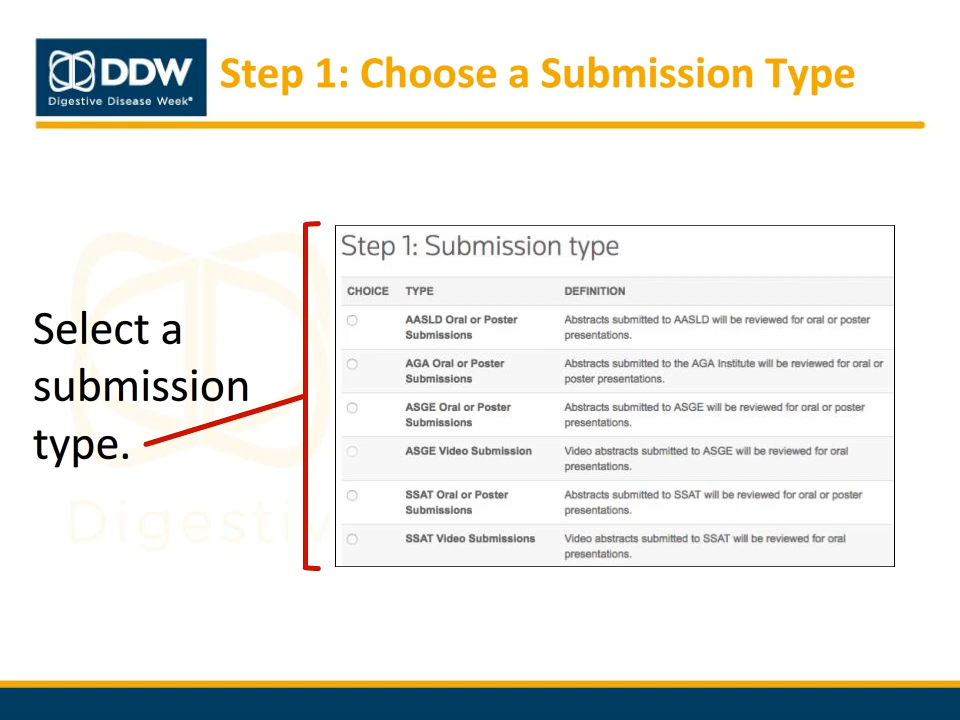 DDW
Digestive Disease Week®
Step 1: Choose a Submission Type
Select a
submission
type.
Digestiv
Step 1: Submission type
CHOICE TYPE DEFINITION
AASLD Oral or Poster Submissions
Abstracts submitted to AASLD will be reviewed for oral or poster
presentations.
AGA Oral or Poster
Submissions
Abstracts submitted to the AGA Institute will be reviewed for oral or
poster presentations.
ASGE Oral or Poster
Submissions
Abstracts submitted to ASGE will be reviewed for oral or poster
presentations.
ASGE Video Submission
Video abstracts submitted to ASGE will be reviewed for oral
presentations.
SSAT Oral or Poster
Submissions
Abstracts submitted to SSAT will be reviewed for oral or poster
presentations.
SSAT Video Submissions
Video abstracts submitted to SSAT will be reviewed for oral
presentations.